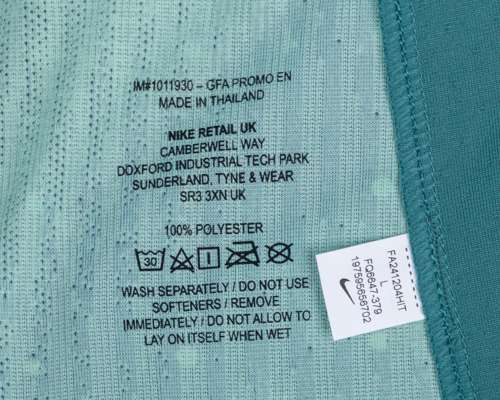 IM#1011930 – GFA PROMO EN
MADE IN THAILAND
NIKE RETAIL UK
CAMBERWELL WAY
DOXFORD INDUSTRIAL TECH PARK
SUNDERLAND, TYNE & WEAR
SR3 3XN UK
100% POLYESTER
30
WASH SEPARATELY / DO NOT USE
SOFTENERS / REMOVE
IMMEDIATELY / DO NOT ALLOW TO
LAY ON ITSELF WHEN WET
FA241204HIT
L
FQ6647-379
197595656702